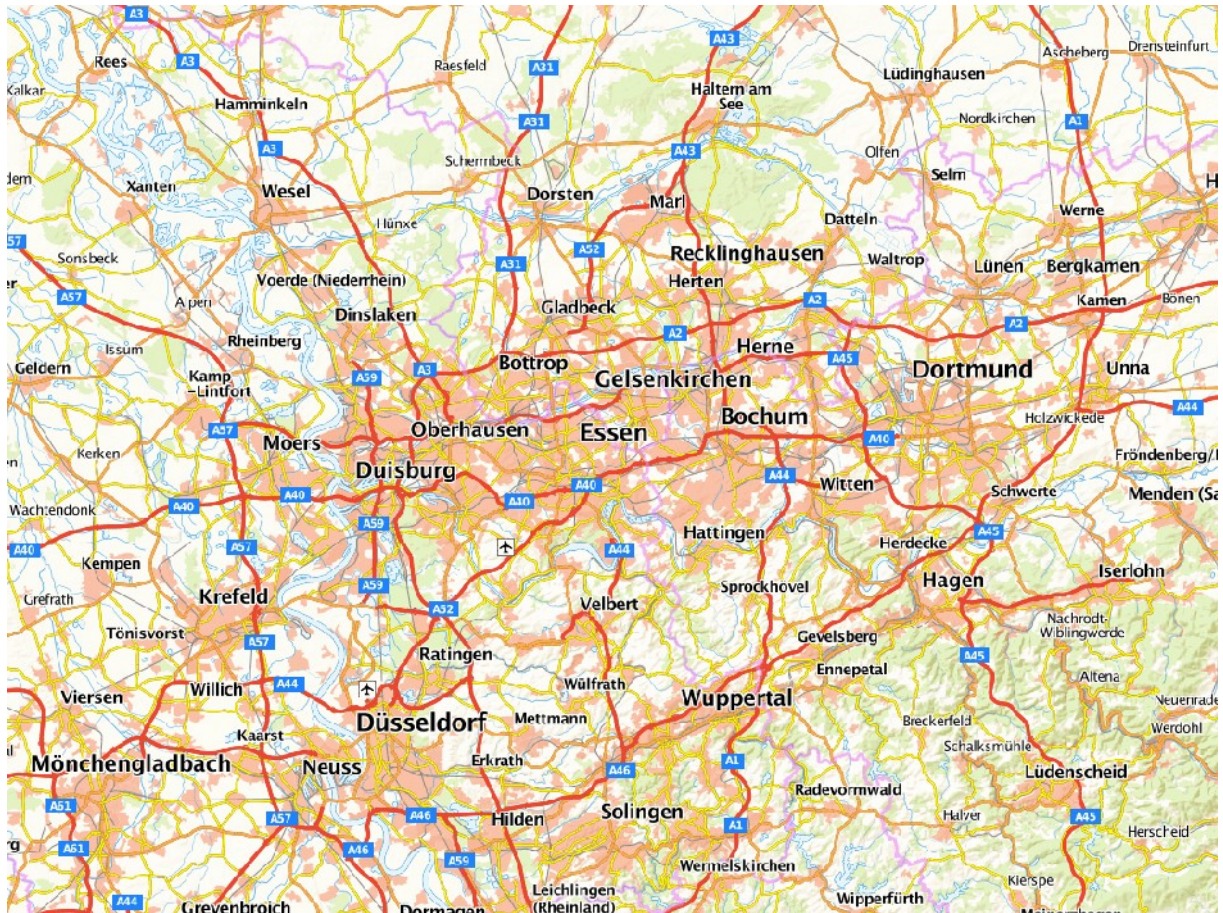 A3
A43
Ascheberg
Drensteinfurt
Rees
A3
Raesfeld
A31
Lüdinghausen
Kalkar
Hamminkeln
Haltern am
See
A31
Nordkirchen
A1
A3
A43
Olfen
Schermbeck
Xanten
Wesel
Dorsten
Marl
Selm
Hünxe
Datteln
Werne
57
A52
Recklinghausen
Sonsbeck
A31
Waltrop
Lünen
Bergkamen
Voerde (Niederrhein)
Herten
A57
Alpen
Gladbeck
A2
Kamen
Bönen
Dinslaken
A2
A2
Rheinberg
Issum
Herne
A45
Geldern
Bottrop
A3
Kamp
-Lintfort
A59
Gelsenkirchen
Dortmund
Unna
A44
Bochum
Holzwickede
A57
Oberhausen
Essen
A40
Moers
Kerken
Duisburg
Fröndenberg/
A44
Witten
A40
A40
A40
Schwerte
Menden (Sa
Wachtendonk
A40
A59
Hattingen
A45
A40
A57
A44
Herdecke
Kempen
Hagen
Iserlohn
A59
Sprockhövel
Grefrath
Krefeld
A52
Velbert
Nachrodt-
Wiblingwerde
Tönisvorst
A57
Gevelsberg
Ratingen
A45
Ennepetal
Altena
Viersen
Willich
A44
Wülfrath
Wuppertal
Neuenrade
Düsseldorf
Mettmann
Breckerfeld
Werdohl
Kaarst
Schalksmühle
Mönchengladbach
Neuss
Erkrath
A46
A1
Lüdenscheid
Radevormwald
A61
A57
A46
Hilden
Solingen
A1
Halver
A45
Herscheid
A61
A46
A59
Wermelskirchen
Kierspe
A44
Grevenbroich
Dormagen
Leichlingen
(Rheinland)
Wipperfürth